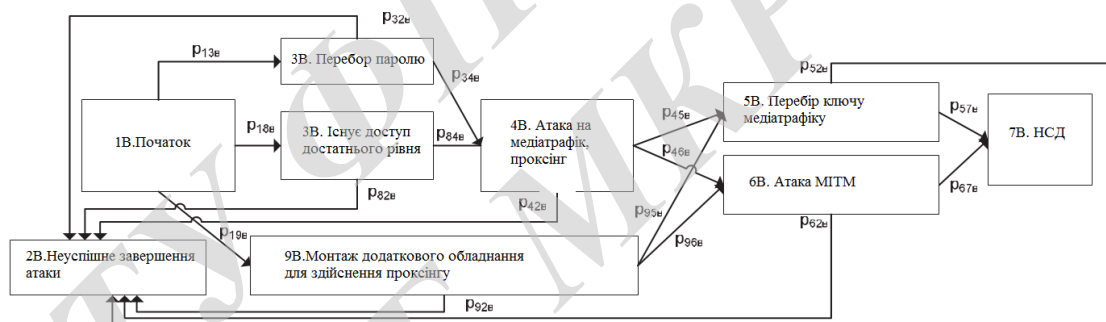 p32в
p13в
3В. Перебор паролю
p34в
p52в
1В.Початок
p18в
3В. Існує доступ
достатнього рівня
p84в
4В. Атака на
медіатрафік,
проксінг
p45в
p46в
5В. Перебір ключу
медіатрафіку
p57в
7В. НСД
6В. Атака МІТМ
p67в
p82в
p42в
p95в
p62в
p19в
p96в
2В.Неуспішне завершення
атаки
9В.Монтаж додаткового обладнання
для здійснення проксінгу
p92в